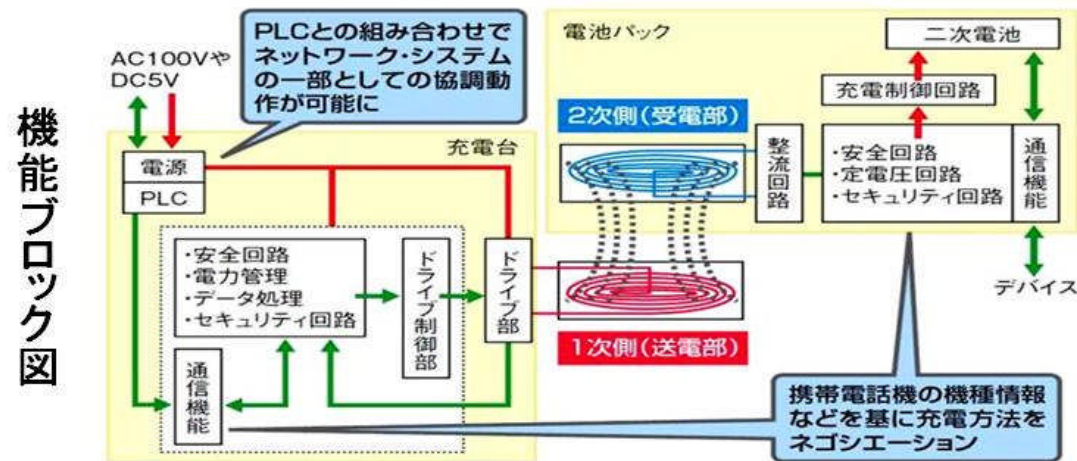 機能ブロック図
AC100Vや
DC5V
PLCとの組み合わせで
ネットワーク・システム
の一部としての協調動
作が可能に
充電台
電源
PLC
・安全回路
・電力管理
・データ処理
・セキュリティ回路
ドライブ制御部
ドライブ部
通信機能
電池パック
二次電池
充電制御回路
2次側(受電部)
整流回路
・安全回路
・定電圧回路
・セキュリティ回路
通信機能
デバイス
1次側(送電部)
携帯電話機の機種情報
などを基に充電方法を
ネゴシエーション